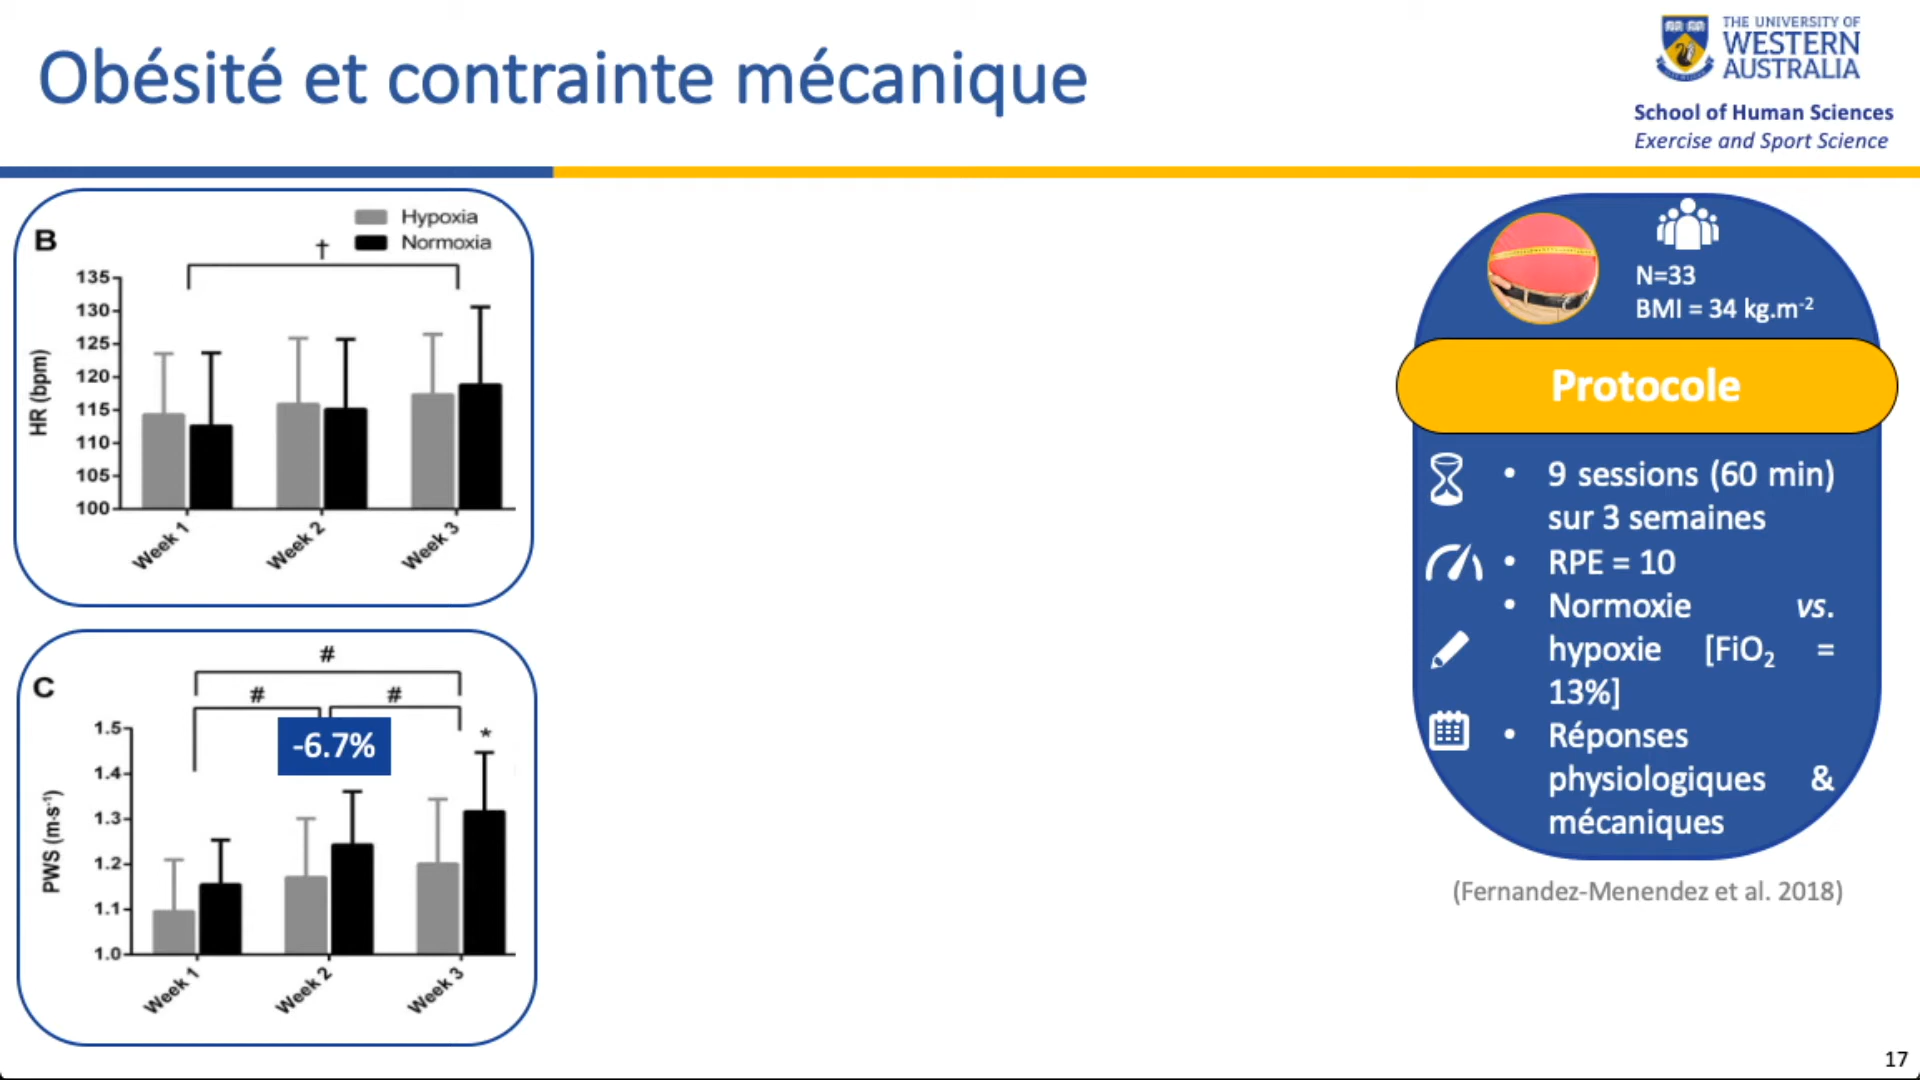 Obésité et contrainte mécanique
THE UNIVERSITY OF
WESTERN
AUSTRALIA
School of Human Sciences
Exercise and Sport Science
B
Hypoxia
Normoxia
†
135
130
125
120
115
110
105
100
HR (bpm)
Week 1
Week 2
Week 3
C
#
#
#
-6.7%
*
1.5
1.4
1.3
1.2
1.1
1.0
PWS (m·s⁻¹)
Week 1
Week 2
Week 3
N=33
BMI = 34 kg.m⁻²
Protocole
• 9 sessions (60 min)
sur 3 semaines
• RPE = 10
• Normoxie vs.
hypoxie [FiO₂ =
13%]
• Réponses
physiologiques &
mécaniques
(Fernandez-Menendez et al. 2018)
17